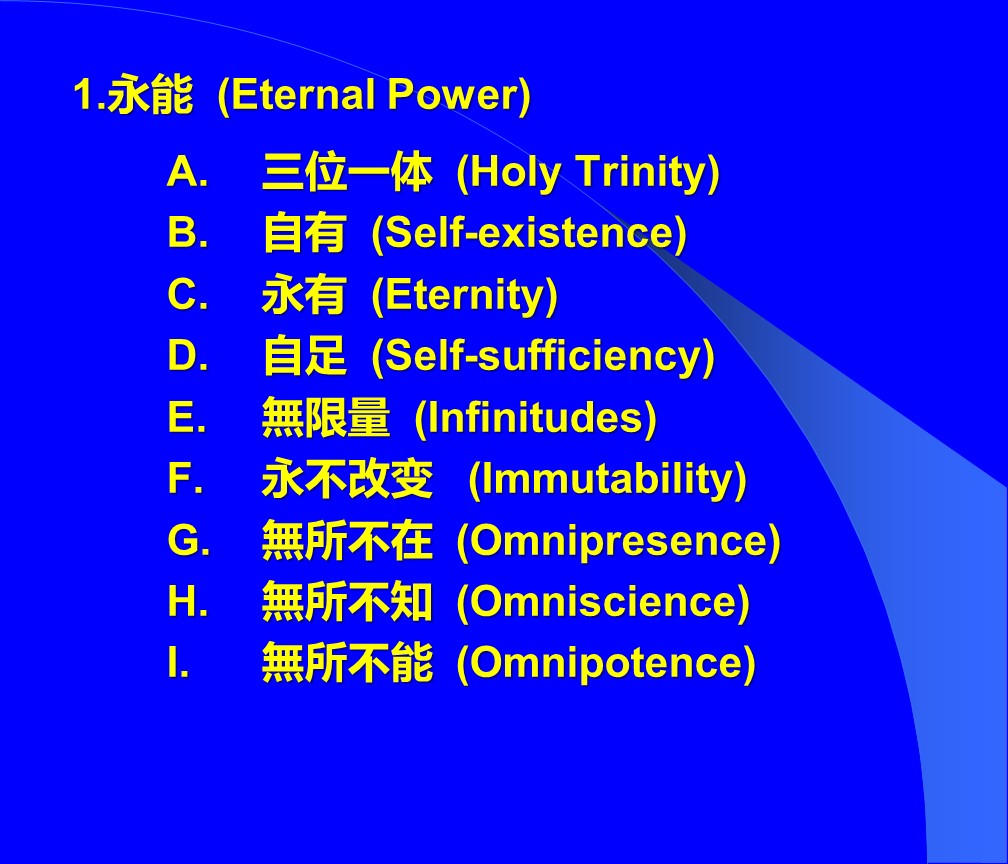 1.永能 (Eternal Power)
A. 三位一体 (Holy Trinity)
B. 自有 (Self-existence)
C. 永有 (Eternity)
D. 自足 (Self-sufficiency)
E. 無限量 (Infinitudes)
F. 永不改变 (Immutability)
G. 無所不在 (Omnipresence)
H. 無所不知 (Omniscience)
I. 無所不能 (Omnipotence)